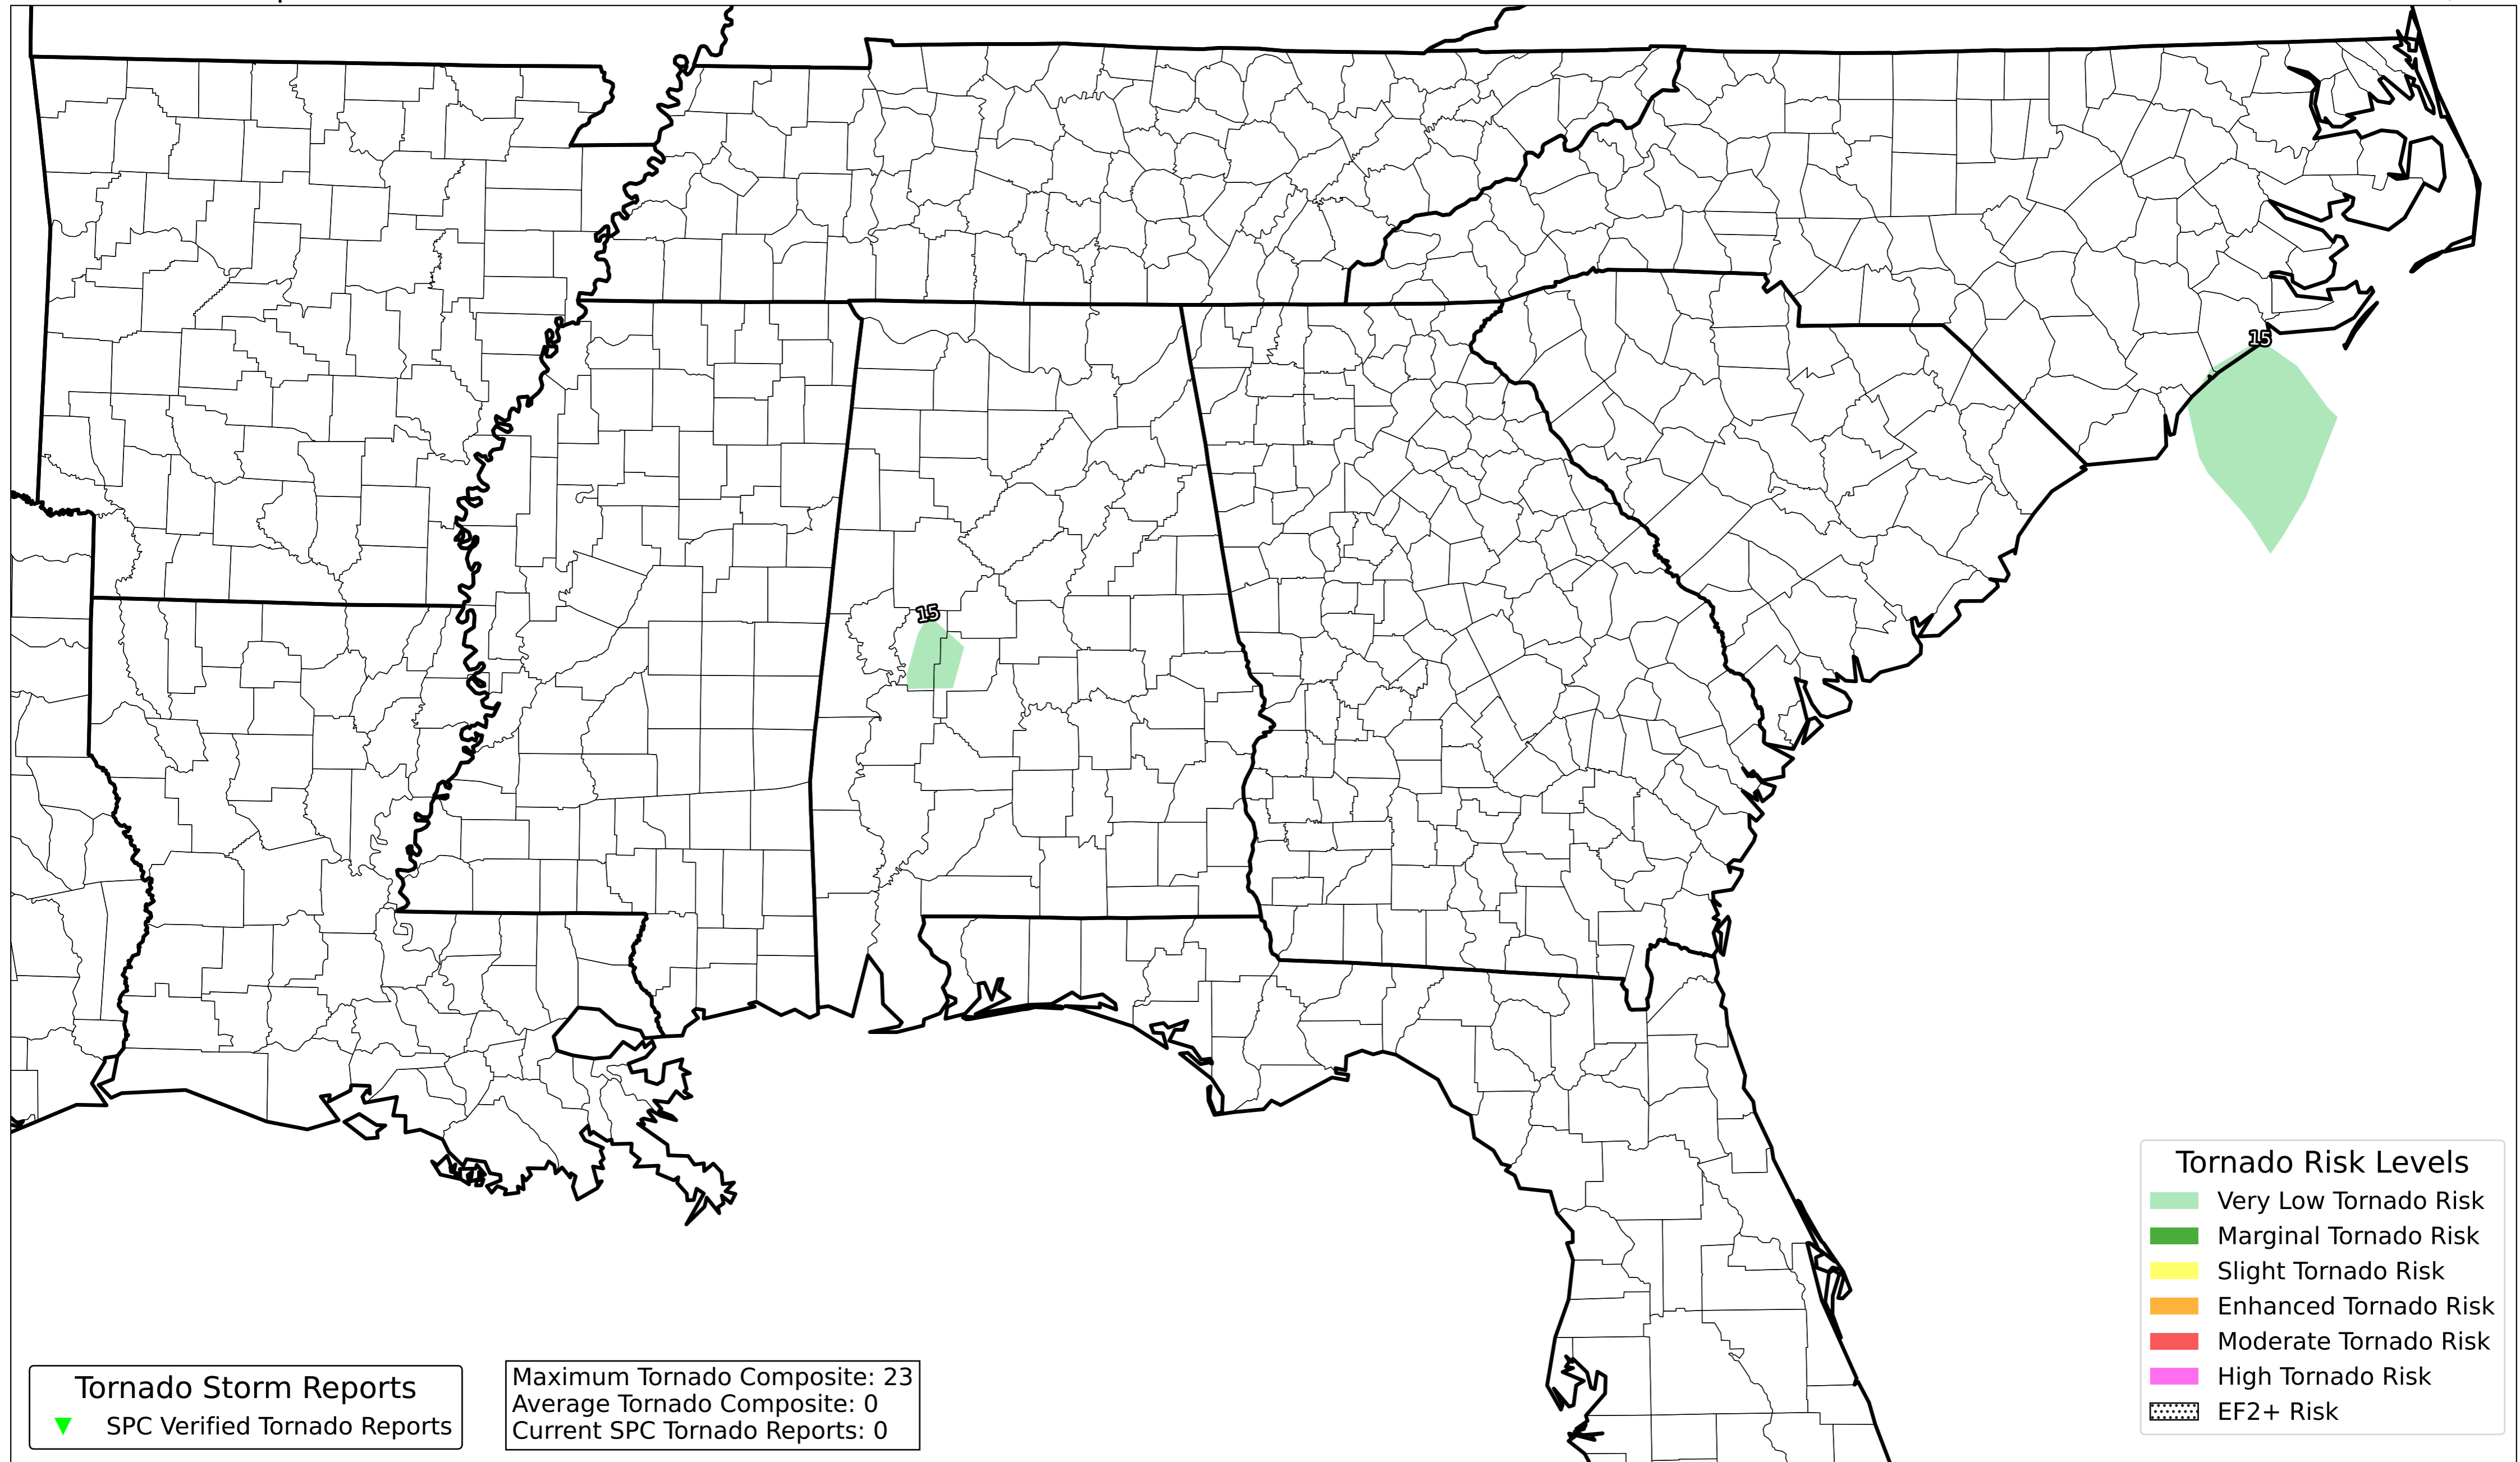 15
15
Tornado Risk Levels
Very Low Tornado Risk
Marginal Tornado Risk
Slight Tornado Risk
Enhanced Tornado Risk
Moderate Tornado Risk
High Tornado Risk
EF2+ Risk
Tornado Storm Reports
SPC Verified Tornado Reports
Maximum Tornado Composite: 23
Average Tornado Composite: 0
Current SPC Tornado Reports: 0